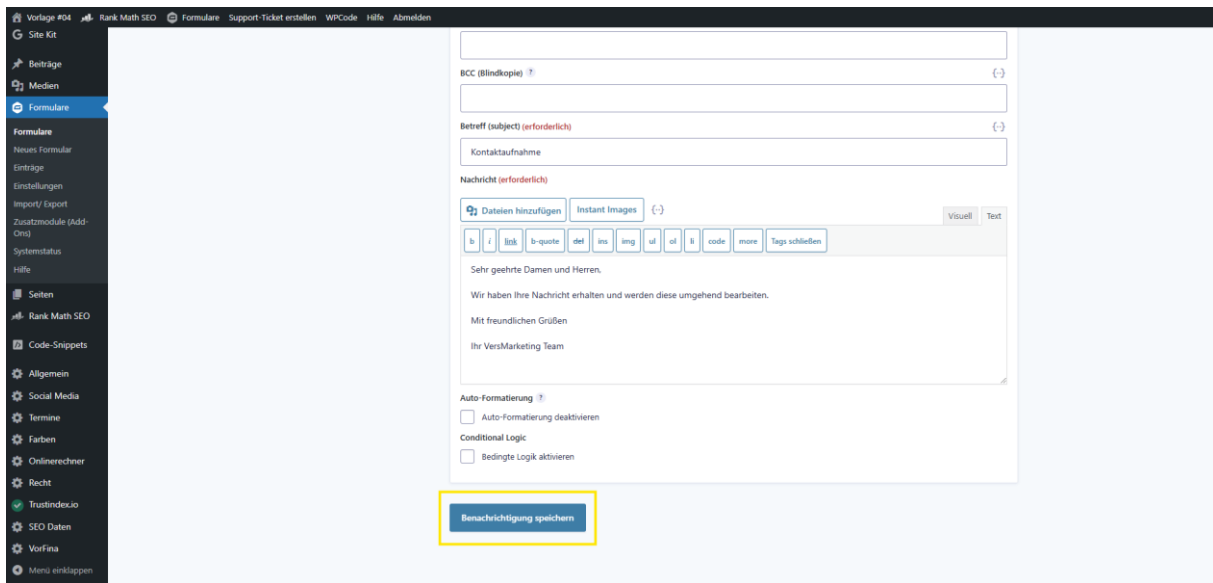 Vorlage #04 Rank Math SEO Formulare Support-Ticket erstellen WPCode Hilfe Abmelden
Site Kit
Beiträge
Medien
Formulare
Formulare
Neues Formular
Einträge
Einstellungen
Import/ Export
Zusatzmodule (Add-
Ons)
Systemstatus
Hilfe
Seiten
Rank Math SEO
Code-Snippets
Allgemein
Social Media
Termine
Farben
Onlinerechner
Recht
Trustindex.io
SEO Daten
VorFina
Menü einklappen
BCC (Blindkopie) ? {··}
Betreff (subject) (erforderlich) {··}
Kontaktaufnahme
Nachricht (erforderlich)
Dateien hinzufügen Instant Images {··}
Visuell Text
b i link b-quote del ins img ul ol li code more Tags schließen
Sehr geehrte Damen und Herren,
Wir haben Ihre Nachricht erhalten und werden diese umgehend bearbeiten.
Mit freundlichen Grüßen
Ihr VersMarketing Team
Auto-Formatierung ?
Auto-Formatierung deaktivieren
Conditional Logic
Bedingte Logik aktivieren
Benachrichtigung speichern